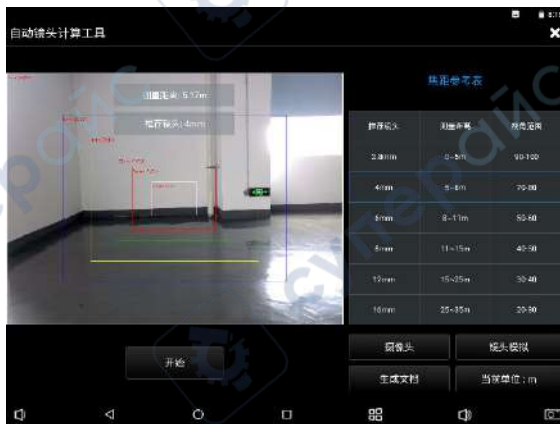 自动镜头计算工具
测量距离: 5.37m
推荐镜头: 4mm
焦距参考表
推荐镜头 测量距离 视角范围
2.8mm 0~5m 90-100
4mm 5~8m 70-80
6mm 8~11m 50-60
8mm 11~15m 40-50
12mm 15~25m 30-40
16mm 25~35m 20-30
开始
摄像头 镜头模拟
生成文档 当前单位:m
супер